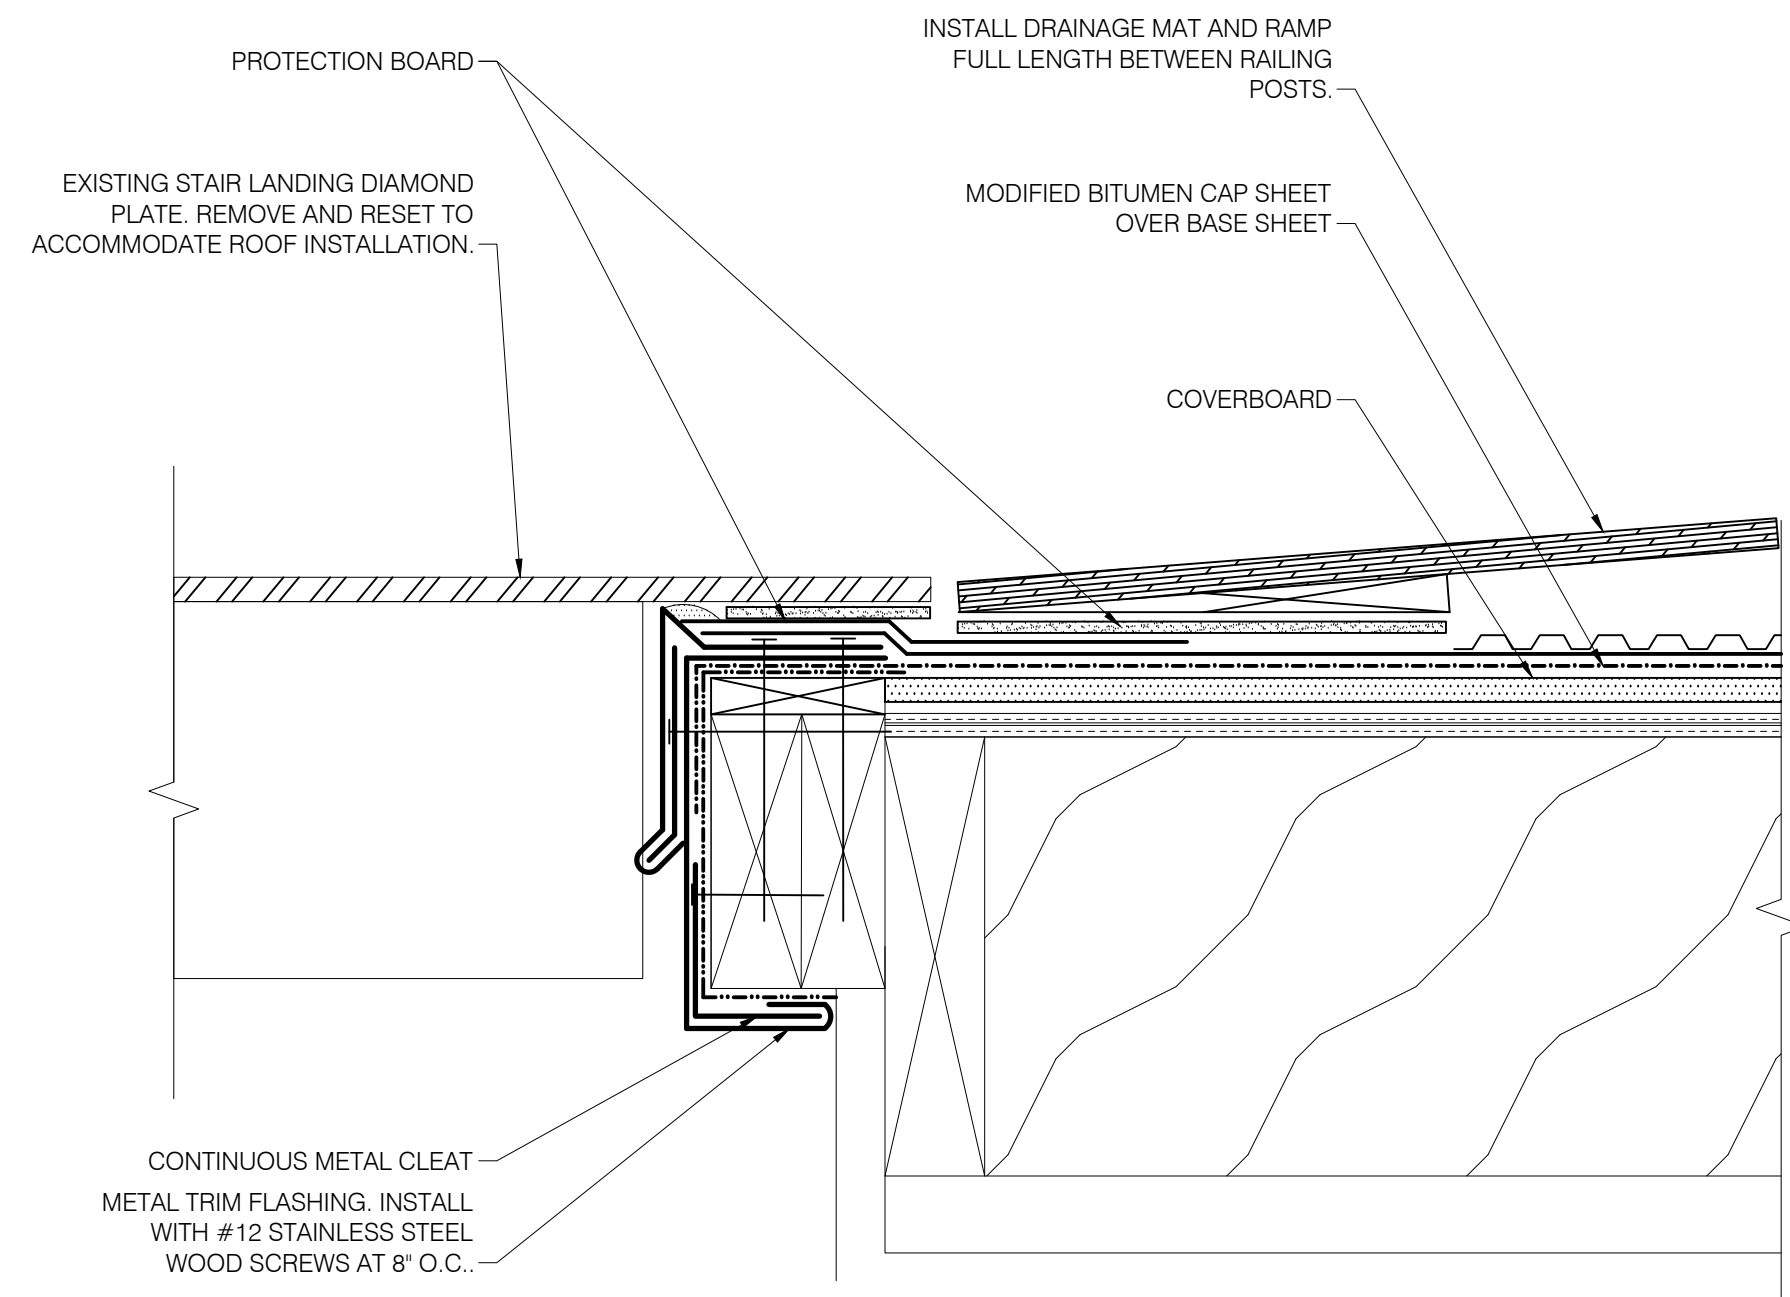 INSTALL DRAINAGE MAT AND RAMP
FULL LENGTH BETWEEN RAILING
POSTS.
PROTECTION BOARD
EXISTING STAIR LANDING DIAMOND
PLATE. REMOVE AND RESET TO
ACCOMMODATE ROOF INSTALLATION.
MODIFIED BITUMEN CAP SHEET
OVER BASE SHEET
COVERBOARD
CONTINUOUS METAL CLEAT
METAL TRIM FLASHING. INSTALL
WITH #12 STAINLESS STEEL
WOOD SCREWS AT 8" O.C..